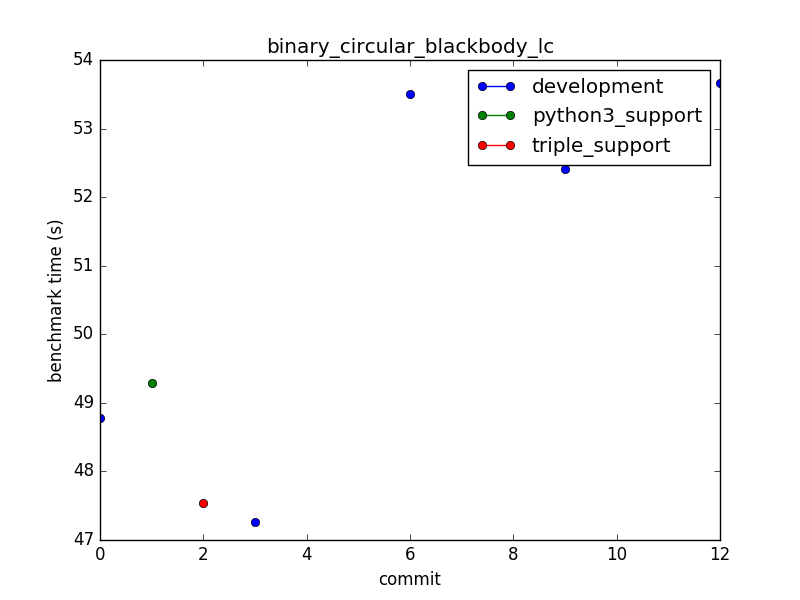 binary_circular_blackbody_lc
development
python3_support
triple_support
54
53
52
51
50
49
48
47
benchmark time (s)
0 2 4 6 8 10 12
commit